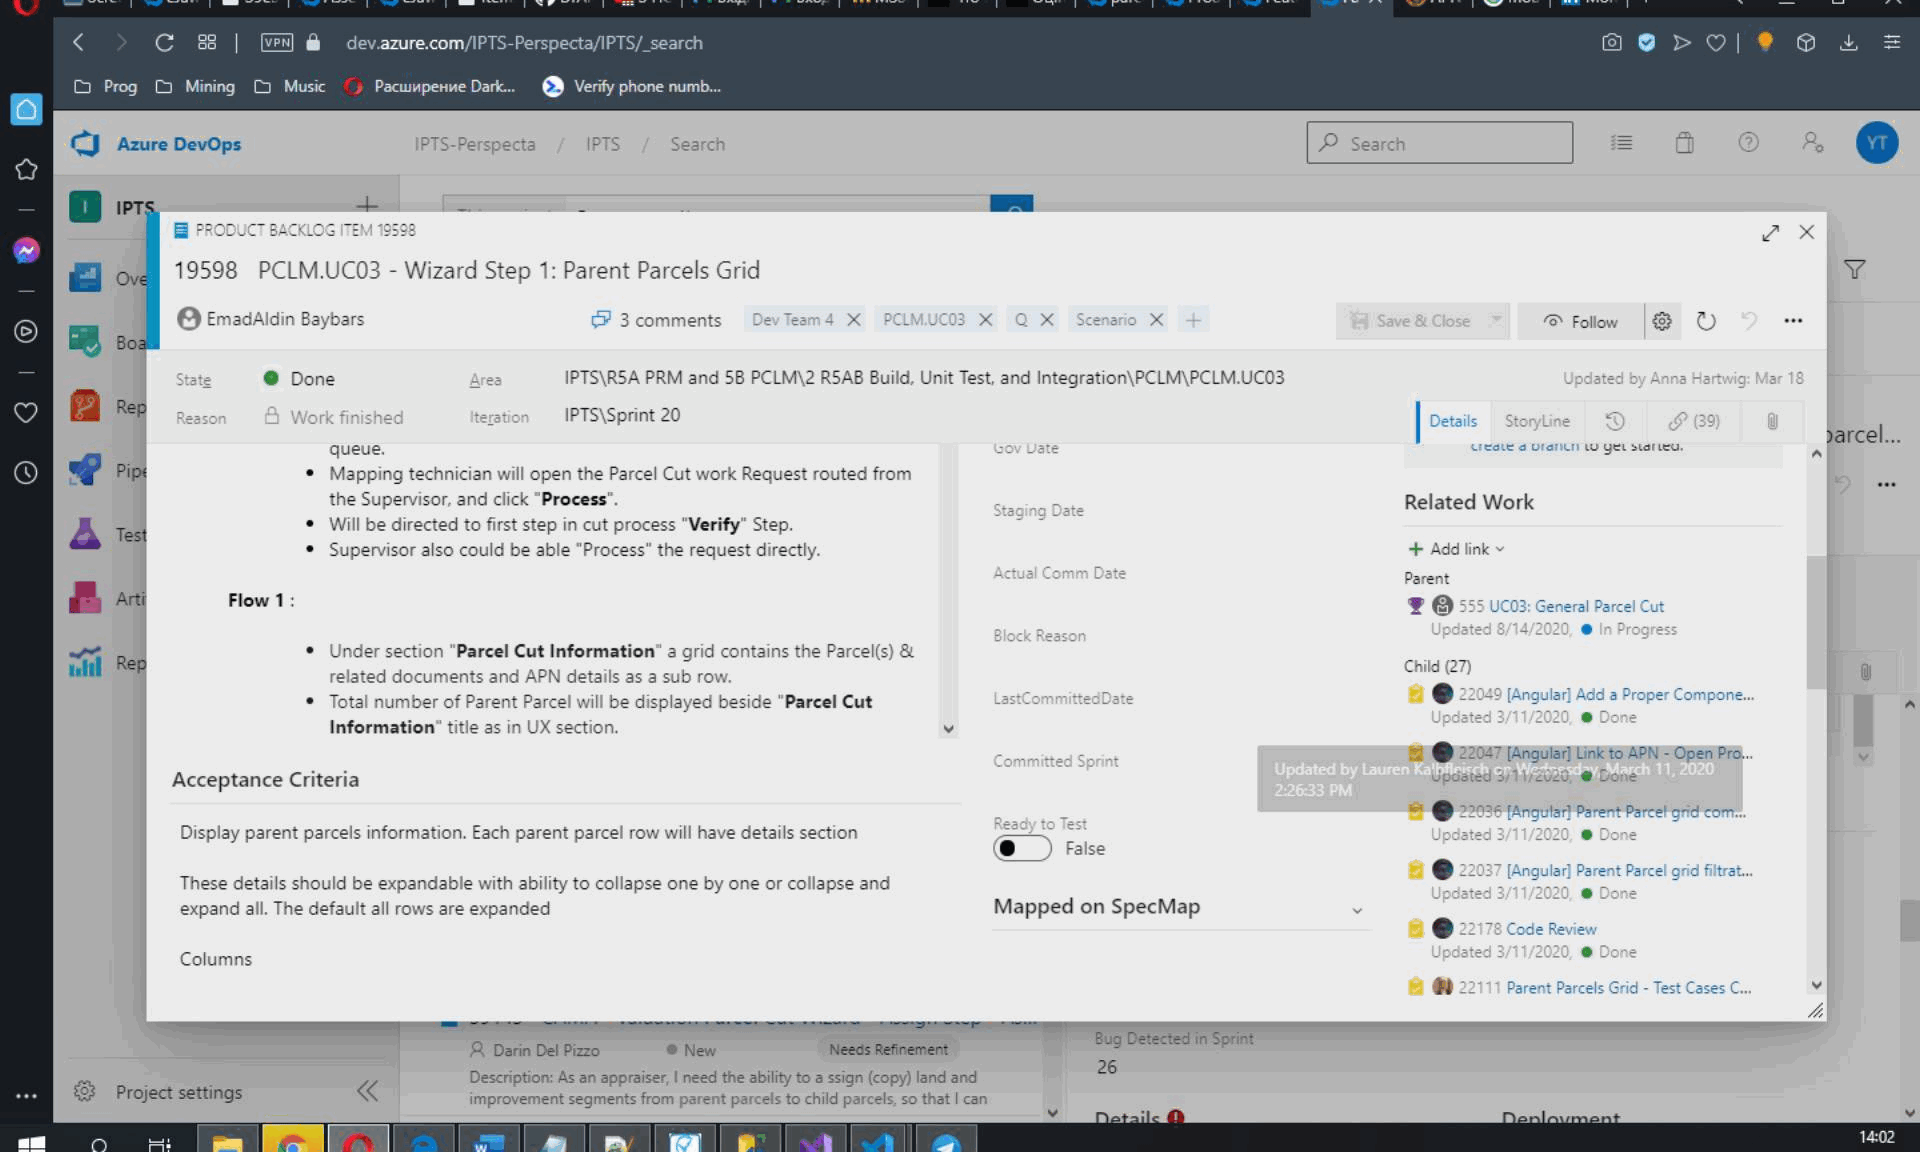 VPN
dev.azure.com/IPTS-Perspecta/IPTS/_search
Prog
Mining
Music
Расширение Dark...
Verify phone numb...
Azure DevOps
IPTS-Perspecta / IPTS / Search
Search
YT
I
IPTS
PRODUCT BACKLOG ITEM 19598
19598 PCLM.UC03 - Wizard Step 1: Parent Parcels Grid
EmadAldin Baybars
3 comments
Dev Team 4
PCLM.UC03
Q
Scenario
Save & Close
Follow
State
Done
Area
IPTS\R5A PRM and 5B PCLM\2 R5AB Build, Unit Test, and Integration\PCLM\PCLM.UC03
Updated by Anna Hartwig: Mar 18
Reason
Work finished
Iteration
IPTS\Sprint 20
Details
StoryLine
(39)
Ove
Boa
Rep
Pipe
Test
Arti
Rep
parcel...
queue.
• Mapping technician will open the Parcel Cut work Request routed from
the Supervisor, and click "Process".
• Will be directed to first step in cut process "Verify" Step.
• Supervisor also could be able "Process" the request directly.
Flow 1 :
• Under section "Parcel Cut Information" a grid contains the Parcel(s) &
related documents and APN details as a sub row.
• Total number of Parent Parcel will be displayed beside "Parcel Cut
Information" title as in UX section.
Acceptance Criteria
Display parent parcels information. Each parent parcel row will have details section
These details should be expandable with ability to collapse one by one or collapse and
expand all. The default all rows are expanded
Columns
Gov Date
Staging Date
Actual Comm Date
Block Reason
LastCommittedDate
Committed Sprint
Ready to Test
False
Mapped on SpecMap
create a branch to get started.
Related Work
Add link
Parent
555 UC03: General Parcel Cut
Updated 8/14/2020, In Progress
Child (27)
22049 [Angular] Add a Proper Compone...
Updated 3/11/2020, Done
22047 [Angular] Link to APN - Open Pro...
Updated 3/11/2020, Done
Updated by Lauren Kalbfleisch on Wednesday, March 11, 2020
2:26:33 PM
22036 [Angular] Parent Parcel grid com...
Updated 3/11/2020, Done
22037 [Angular] Parent Parcel grid filtrat...
Updated 3/11/2020, Done
22178 Code Review
Updated 3/11/2020, Done
22111 Parent Parcels Grid - Test Cases C...
Darin Del Pizzo
New
Needs Refinement
Description: As an appraiser, I need the ability to a ssign (copy) land and
improvement segments from parent parcels to child parcels, so that I can
Bug Detected in Sprint
26
Details
Deployment
Project settings
14:02